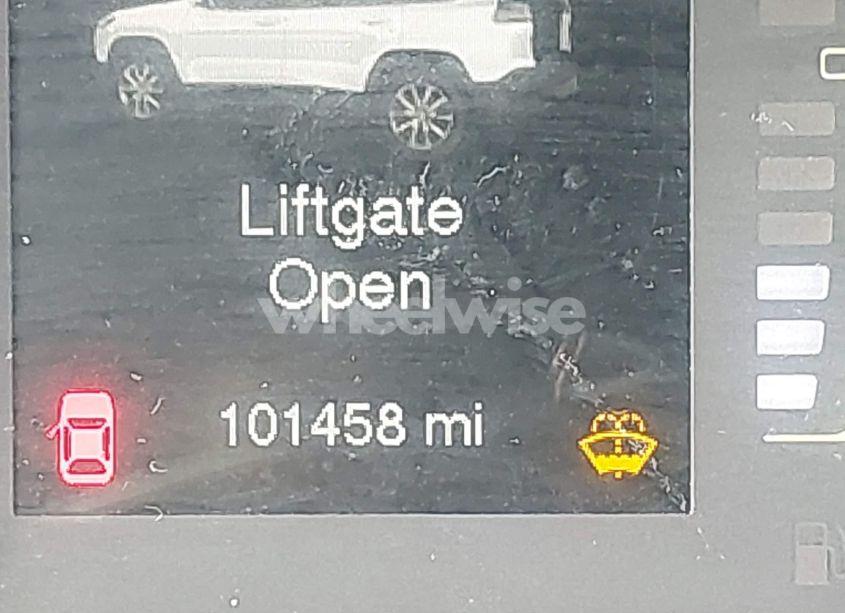 Liftgate
Open
wheelwise
101458 mi